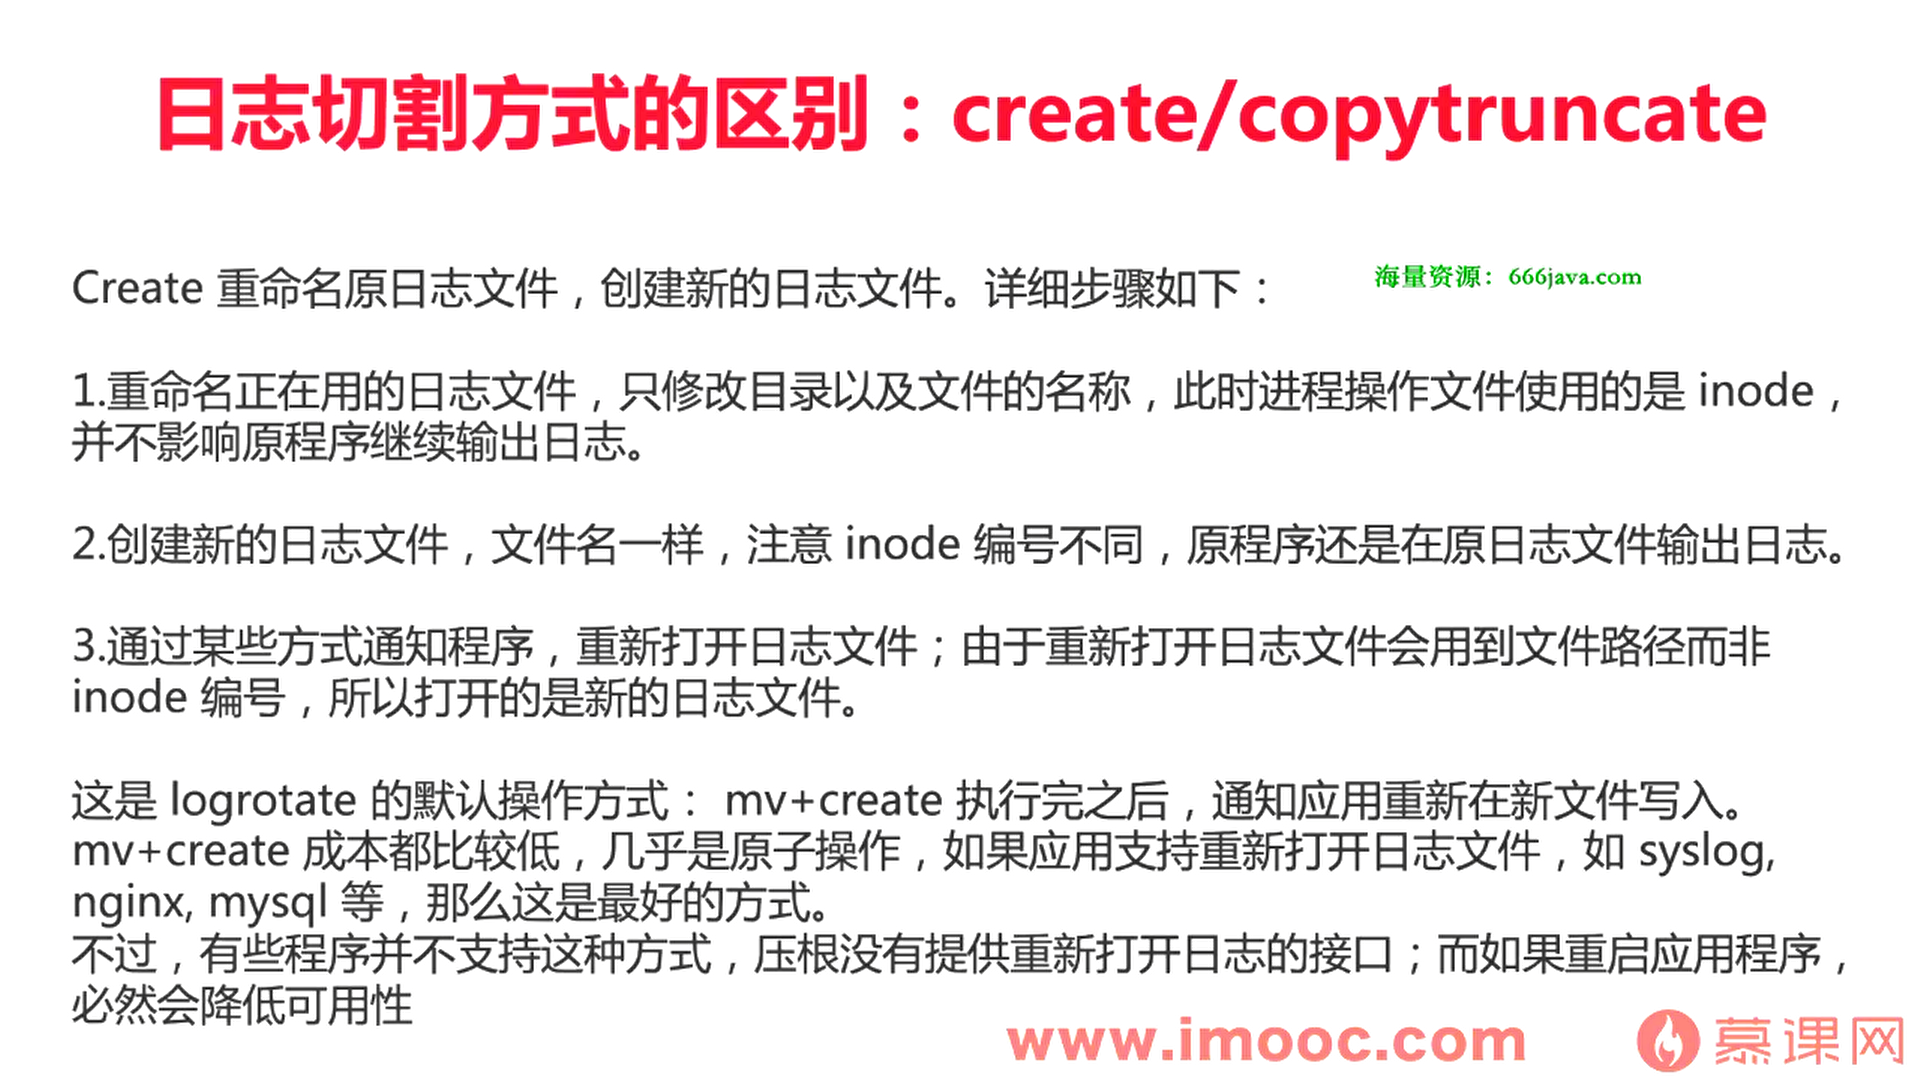 日志切割方式的区别：create/copytruncate
Create 重命名原日志文件，创建新的日志文件。详细步骤如下：
海量资源：666java.com
1.重命名正在用的日志文件，只修改目录以及文件的名称，此时进程操作文件使用的是 inode，
并不影响原程序继续输出日志。
2.创建新的日志文件，文件名一样，注意 inode 编号不同，原程序还是在原日志文件输出日志。
3.通过某些方式通知程序，重新打开日志文件；由于重新打开日志文件会用到文件路径而非
inode 编号，所以打开的是新的日志文件。
这是 logrotate 的默认操作方式： mv+create 执行完之后，通知应用重新在新文件写入。
mv+create 成本都比较低，几乎是原子操作，如果应用支持重新打开日志文件，如 syslog,
nginx, mysql 等，那么这是最好的方式。
不过，有些程序并不支持这种方式，压根没有提供重新打开日志的接口；而如果重启应用程序，
必然会降低可用性
www.imooc.com
慕课网